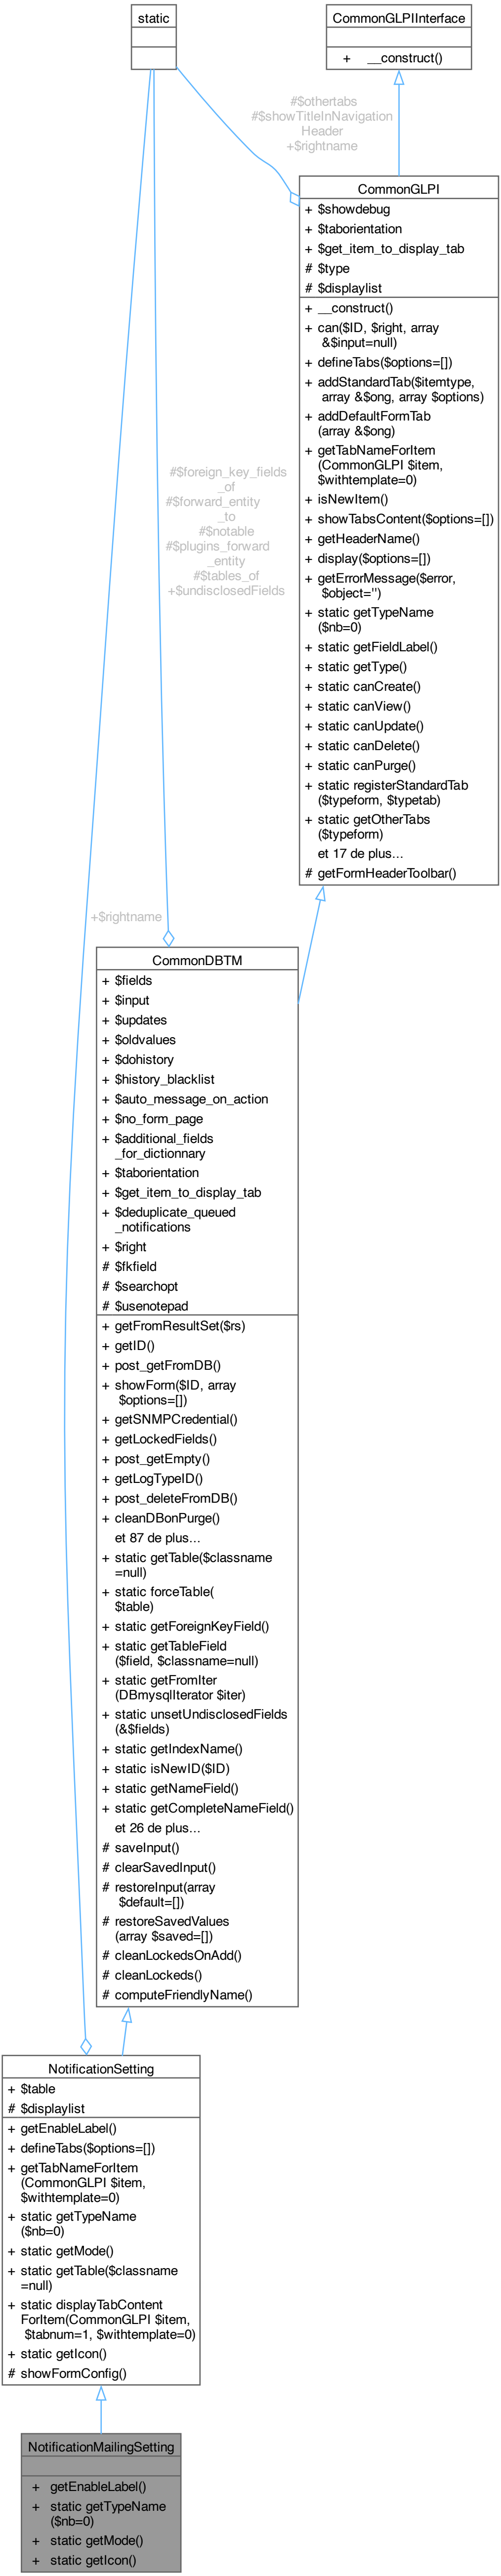 static
CommonGLPIInterface
+ __construct()
#$othertabs
#$showTitleInNavigation
Header
+$rightname
CommonGLPI
+ $showdebug
+ $taborientation
+ $get_item_to_display_tab
# $type
# $displaylist
+ __construct()
+ can($ID, $right, array
&$input=null)
+ defineTabs($options=[])
+ addStandardTab($itemtype,
array &$ong, array $options)
+ addDefaultFormTab
(array &$ong)
+ getTabNameForItem
(CommonGLPI $item,
$withtemplate=0)
+ isNewItem()
+ showTabsContent($options=[])
+ getHeaderName()
+ display($options=[])
+ getErrorMessage($error,
$object='')
+ static getTypeName
($nb=0)
+ static getFieldLabel()
+ static getType()
+ static canCreate()
+ static canView()
+ static canUpdate()
+ static canDelete()
+ static canPurge()
+ static registerStandardTab
($typeform, $typetab)
+ static getOtherTabs
($typeform)
et 17 de plus...
# getFormHeaderToolbar()
#$foreign_key_fields
_of
#$forward_entity
_to
#$notable
#$plugins_forward
_entity
#$tables_of
+$undisclosedFields
+$rightname
CommonDBTM
+ $fields
+ $input
+ $updates
+ $oldvalues
+ $dohistory
+ $history_blacklist
+ $auto_message_on_action
+ $no_form_page
+ $additional_fields
_for_dictionnary
+ $taborientation
+ $get_item_to_display_tab
+ $deduplicate_queued
_notifications
+ $right
# $fkfield
# $searchopt
# $usenotepad
+ getFromResultSet($rs)
+ getID()
+ post_getFromDB()
+ showForm($ID, array
$options=[])
+ getSNMPCredential()
+ getLockedFields()
+ post_getEmpty()
+ getLogTypeID()
+ post_deleteFromDB()
+ cleanDBonPurge()
et 87 de plus...
+ static getTable($classname
=null)
+ static forceTable(
$table)
+ static getForeignKeyField()
+ static getTableField
($field, $classname=null)
+ static getFromIter
(DBmysqlIterator $iter)
+ static unsetUndisclosedFields
(&$fields)
+ static getIndexName()
+ static isNewID($ID)
+ static getNameField()
+ static getCompleteNameField()
et 26 de plus...
# saveInput()
# clearSavedInput()
# restoreInput(array
$default=[])
# restoreSavedValues
(array $saved=[])
# cleanLockedsOnAdd()
# cleanLockeds()
# computeFriendlyName()
NotificationSetting
+ $table
# $displaylist
+ getEnableLabel()
+ defineTabs($options=[])
+ getTabNameForItem
(CommonGLPI $item,
$withtemplate=0)
+ static getTypeName
($nb=0)
+ static getMode()
+ static getTable($classname
=null)
+ static displayTabContent
ForItem(CommonGLPI $item,
$tabnum=1, $withtemplate=0)
+ static getIcon()
# showFormConfig()
NotificationMailingSetting
+ getEnableLabel()
+ static getTypeName
($nb=0)
+ static getMode()
+ static getIcon()